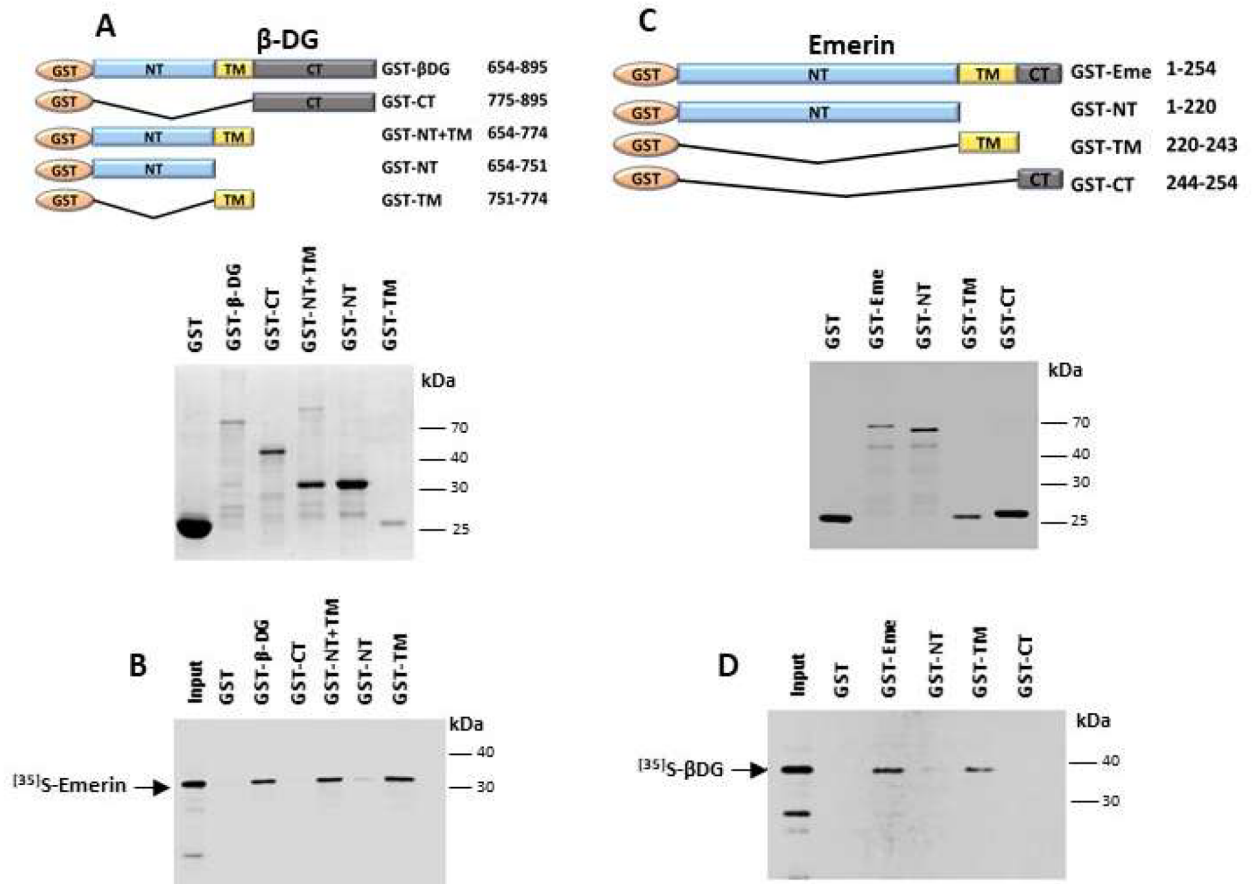 A
β-DG
GST NT TM CT GST-βDG 654-895
GST CT GST-CT 775-895
GST NT TM GST-NT+TM 654-774
GST NT GST-NT 654-751
GST TM GST-TM 751-774
GST
GST-β-DG
GST-CT
GST-NT+TM
GST-NT
GST-TM
kDa
70
40
30
25
B
Input
GST
GST-β-DG
GST-CT
GST-NT+TM
GST-NT
GST-TM
kDa
[35]S-Emerin
40
30
C
Emerin
GST NT TM CT GST-Eme 1-254
GST NT GST-NT 1-220
GST TM GST-TM 220-243
GST CT GST-CT 244-254
GST
GST-Eme
GST-NT
GST-TM
GST-CT
kDa
70
40
30
25
D
Input
GST
GST-Eme
GST-NT
GST-TM
GST-CT
kDa
[35]S-βDG
40
30